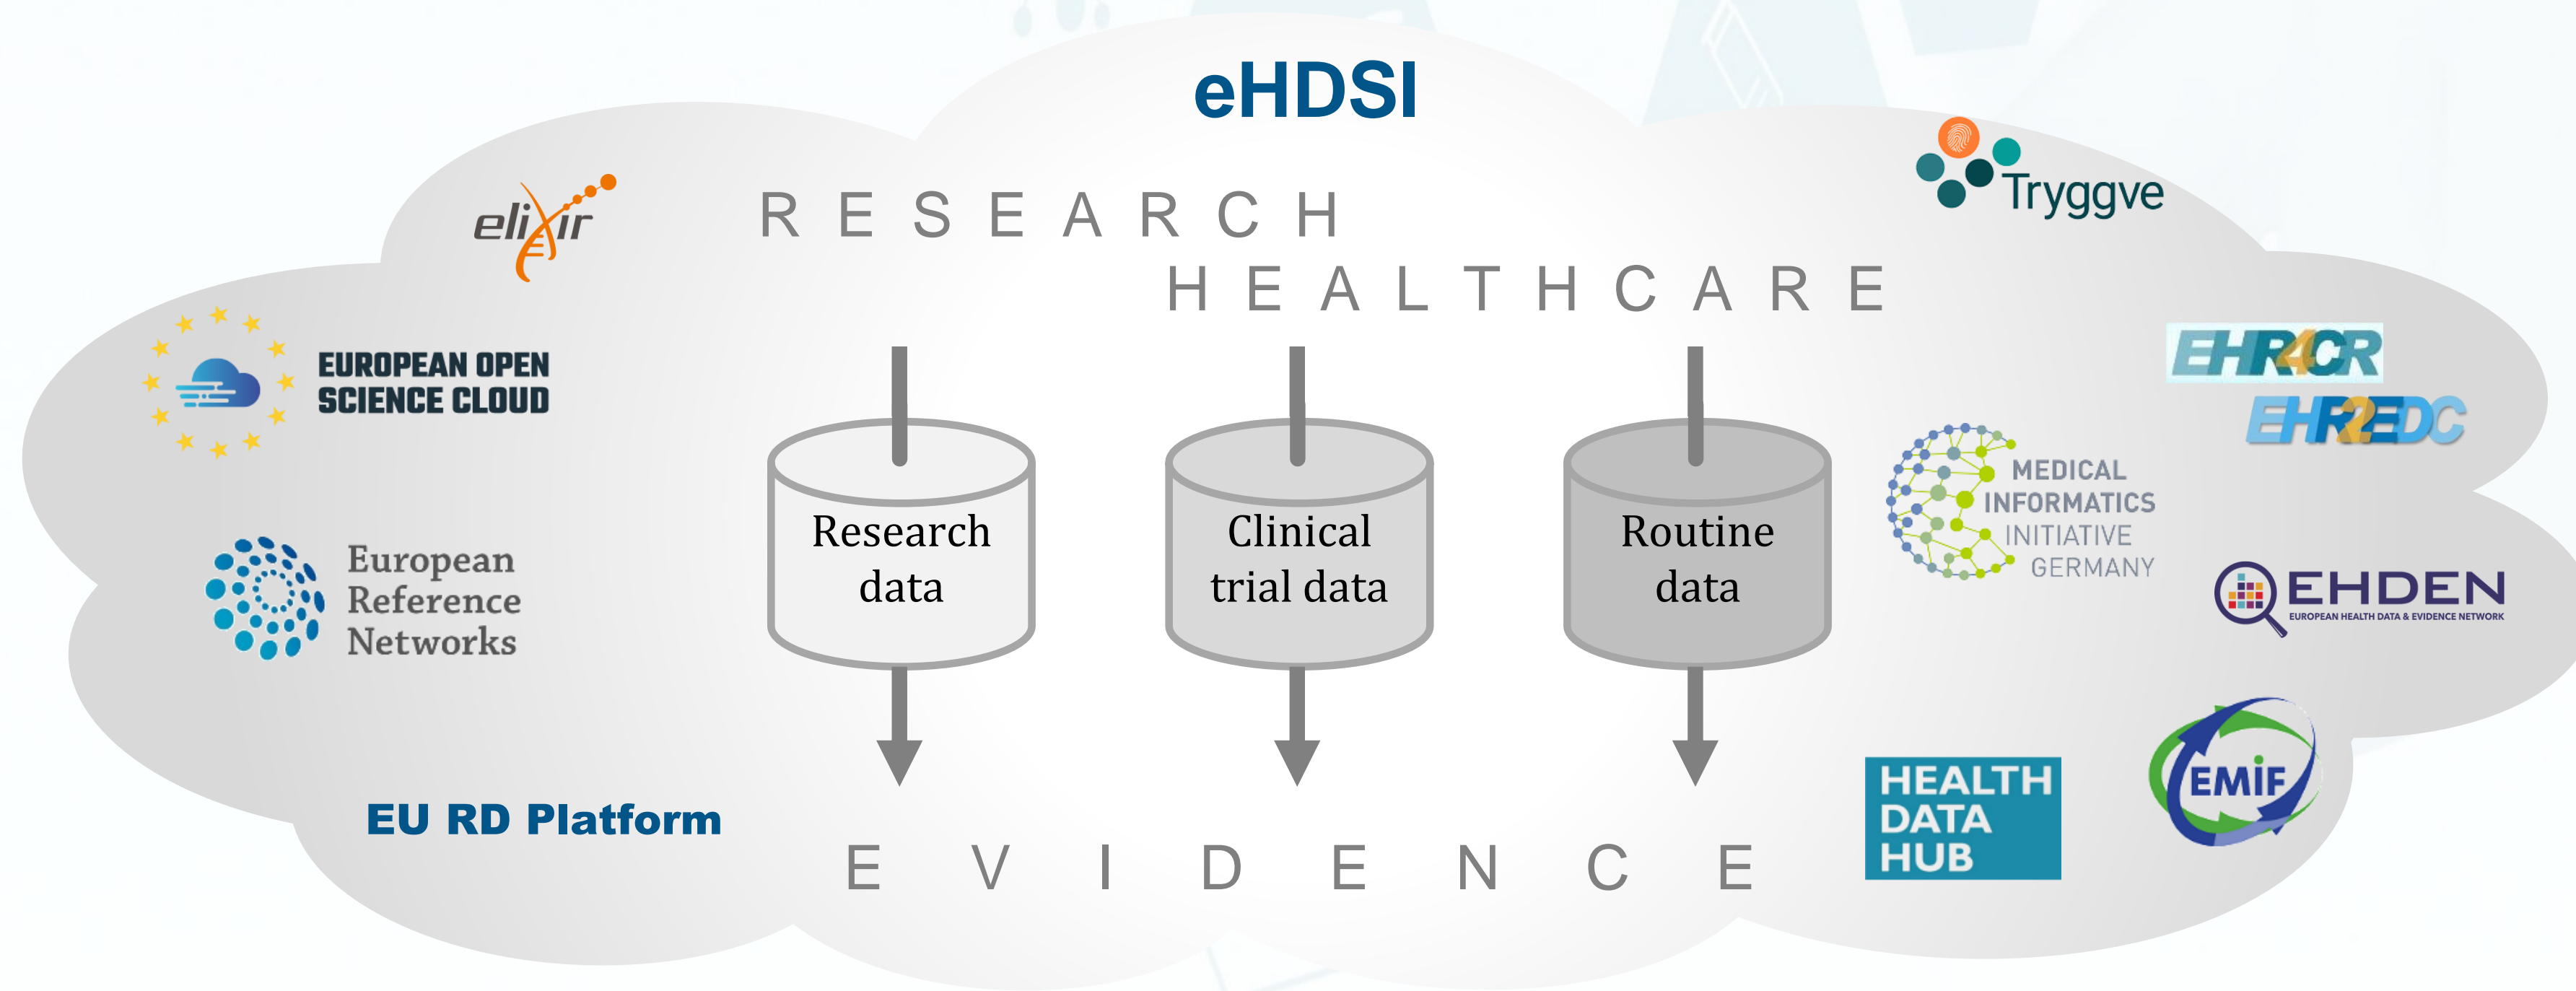 eHDSI
elixir
R E S E A R C H
Tryggve
H E A L T H C A R E
EUROPEAN OPEN
SCIENCE CLOUD
EHR4CR
EHR2EDC
Research
data
Clinical
trial data
Routine
data
MEDICAL
INFORMATICS
INITIATIVE
GERMANY
European
Reference
Networks
EHDEN
EUROPEAN HEALTH DATA & EVIDENCE NETWORK
EU RD Platform
HEALTH
DATA
HUB
EMiF
E V I D E N C E